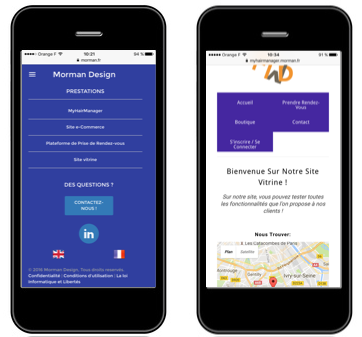 Orange F 10:21 84 %
morman.fr
Morman Design
PRESTATIONS
MyHairManager
Site e-Commerce
Plateforme de Prise de Rendez-vous
Site vitrine
DES QUESTIONS ?
CONTACTEZ-
NOUS !
in
© 2016 Morman Design, Tous droits reservés.
Confidentialité | Conditions d'utilisation | La loi
Informatique et Libertés
Orange F 10:34 91 %
myhairmanager.morman.fr
Accueil
Prendre Rendez-
Vous
Boutique
Contact
S'inscrire / Se
Connecter
Bienvenue Sur Notre Site
Vitrine !
Sur notre site, vous pouvez tester toutes
les fonctionnalités que l'on propose à nos
clients !
Nous Trouver:
Les Catacombes de Paris
Plan Satellite
Gentilly
Ivry-sur-Seine